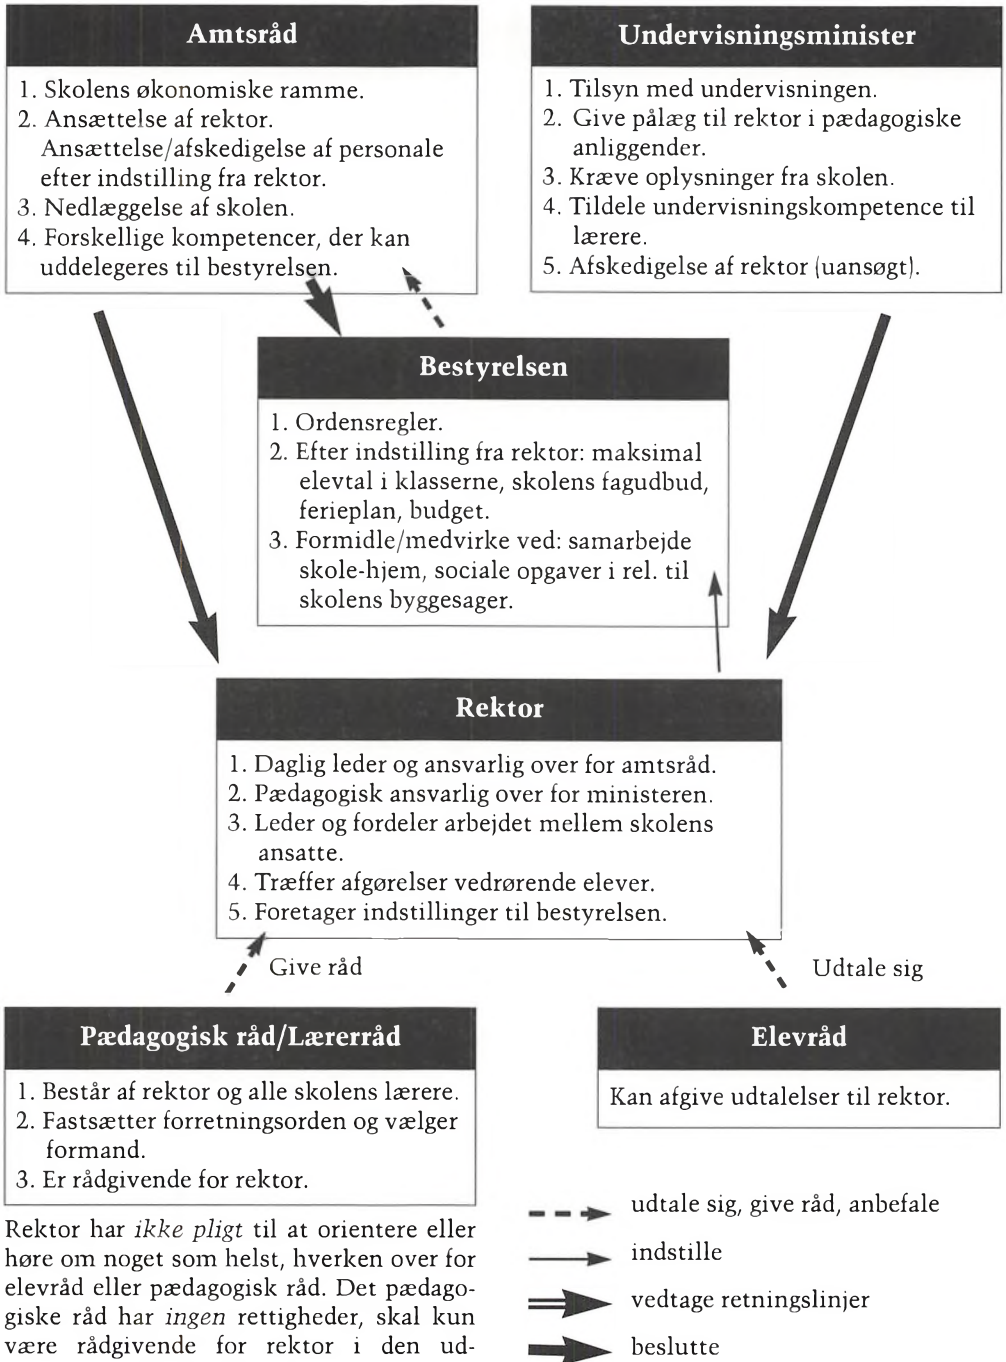 Amtsråd
1. Skolens økonomiske ramme.
2. Ansættelse af rektor.
Ansættelse/afskedigelse af personale
efter indstilling fra rektor.
3. Nedlæggelse af skolen.
4. Forskellige kompetencer, der kan
uddelegeres til bestyrelsen.
Undervisningsminister
1. Tilsyn med undervisningen.
2. Give pålæg til rektor i pædagogiske
anliggender.
3. Kræve oplysninger fra skolen.
4. Tildele undervisningskompetence til
lærere.
5. Afskedigelse af rektor (uansøgt).
Bestyrelsen
1. Ordensregler.
2. Efter indstilling fra rektor: maksimal
elevtal i klasserne, skolens fagudbud,
ferieplan, budget.
3. Formidle/medvirke ved: samarbejde
skole-hjem, sociale opgaver i rel. til
skolens byggesager.
Rektor
1. Daglig leder og ansvarlig over for amtsråd.
2. Pædagogisk ansvarlig over for ministeren.
3. Leder og fordeler arbejdet mellem skolens
ansatte.
4. Træffer afgørelser vedrørende elever.
5. Foretager indstillinger til bestyrelsen.
Give råd
Udtale sig
Pædagogisk råd/Lærerråd
1. Består af rektor og alle skolens lærere.
2. Fastsætter forretningsorden og vælger
formand.
3. Er rådgivende for rektor.
Elevråd
Kan afgive udtalelser til rektor.
Rektor har ikke pligt til at orientere eller
høre om noget som helst, hverken over for
elevråd eller pædagogisk råd. Det pædago-
giske råd har ingen rettigheder, skal kun
være rådgivende for rektor i den ud-
udtale sig, give råd, anbefale
indstille
vedtage retningslinjer
beslutte